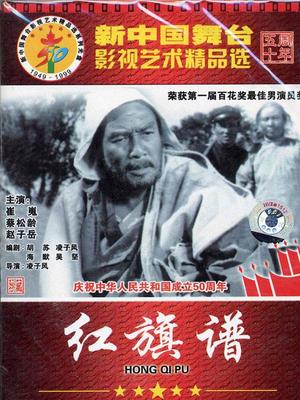 新中国舞台
影视艺术精品选
50
1949-1999
荣获第一届百花奖最佳男演员奖
主演:
崔嵬
蔡松龄
赵子岳
编剧:胡 苏 凌子风
海 默 吴 坚
导演:凌子风
庆祝中华人民共和国成立50周年
红旗谱
HONG QI PU